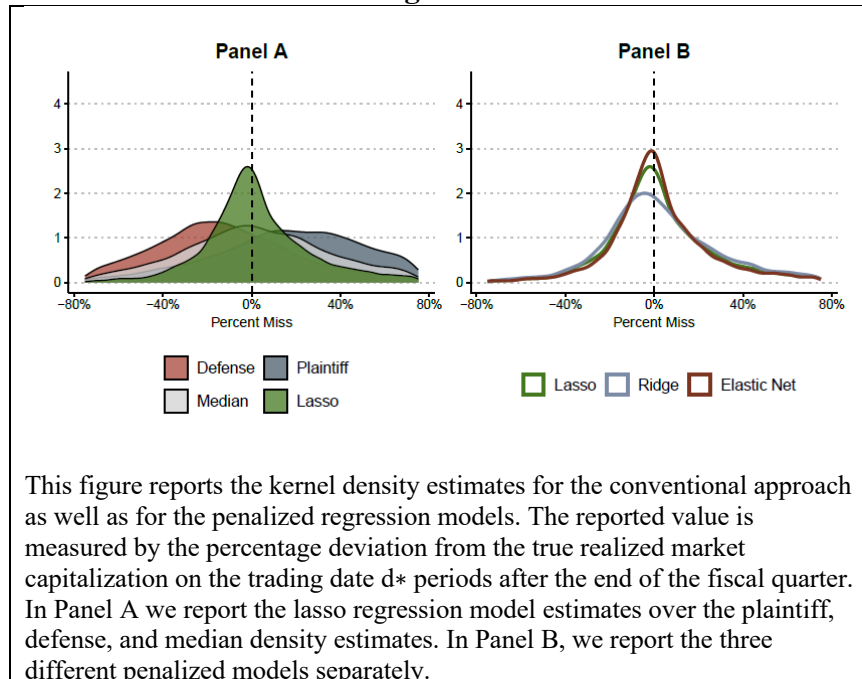 Panel A
Panel B
4
3
2
1
0
−80%
−40%
0%
40%
80%
Percent Miss
4
3
2
1
0
−80%
−40%
0%
40%
80%
Percent Miss
Defense
Plaintiff
Median
Lasso
Lasso
Ridge
Elastic Net
This figure reports the kernel density estimates for the conventional approach
as well as for the penalized regression models. The reported value is
measured by the percentage deviation from the true realized market
capitalization on the trading date d∗ periods after the end of the fiscal quarter.
In Panel A we report the lasso regression model estimates over the plaintiff,
defense, and median density estimates. In Panel B, we report the three
different penalized models separately.